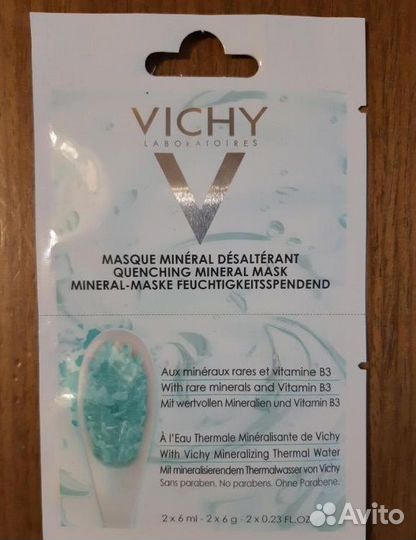 VICHY
LABORATOIRES
V
MASQUE MINÉRAL DÉSALTÉRANT
QUENCHING MINERAL MASK
MINERAL-MASKE FEUCHTIGKEITSSPENDEND
Aux minéraux rares et vitamine B3
With rare minerals and Vitamin B3
Mit wertvollen Mineralien und Vitamin B3
À l'Eau Thermale Minéralisante de Vichy
With Vichy Mineralizing Thermal Water
Mit mineralisierendem Thermalwasser von Vichy
Sans paraben. No parabens. Ohne Parabene.
2 x 6 ml - 2 x 6 g - 2 x 0.23 FL.OZ
Avito